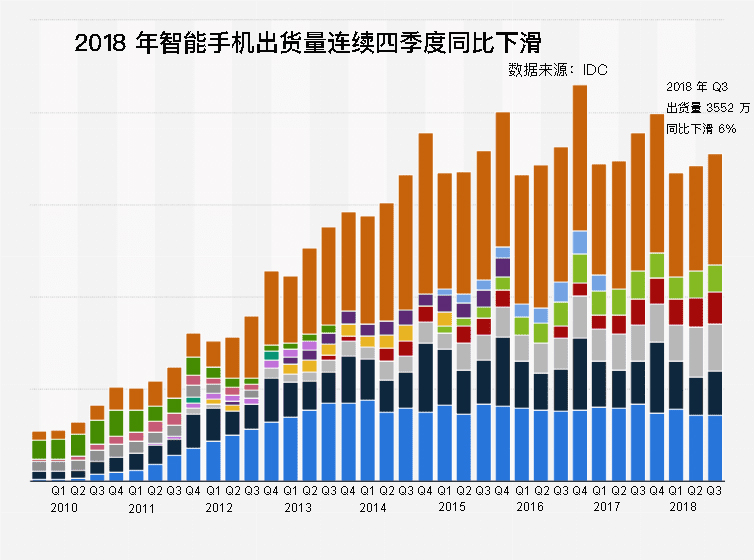 2018 年智能手机出货量连续四季度同比下滑
数据来源：IDC
2018 年 Q3
出货量 3552 万
同比下滑 6%
Q1 Q2 Q3 Q4 Q1 Q2 Q3 Q4 Q1 Q2 Q3 Q4 Q1 Q2 Q3 Q4 Q1 Q2 Q3 Q4 Q1 Q2 Q3 Q4 Q1 Q2 Q3 Q4 Q1 Q2 Q3 Q4 Q1 Q2 Q3
2010 2011 2012 2013 2014 2015 2016 2017 2018